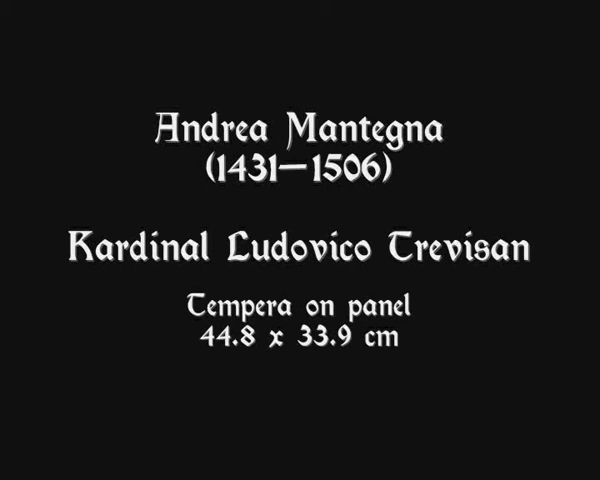 Andrea Mantegna
(1431—1506)
Kardinal Ludovico Trevisan
Tempera on panel
44.8 x 33.9 cm